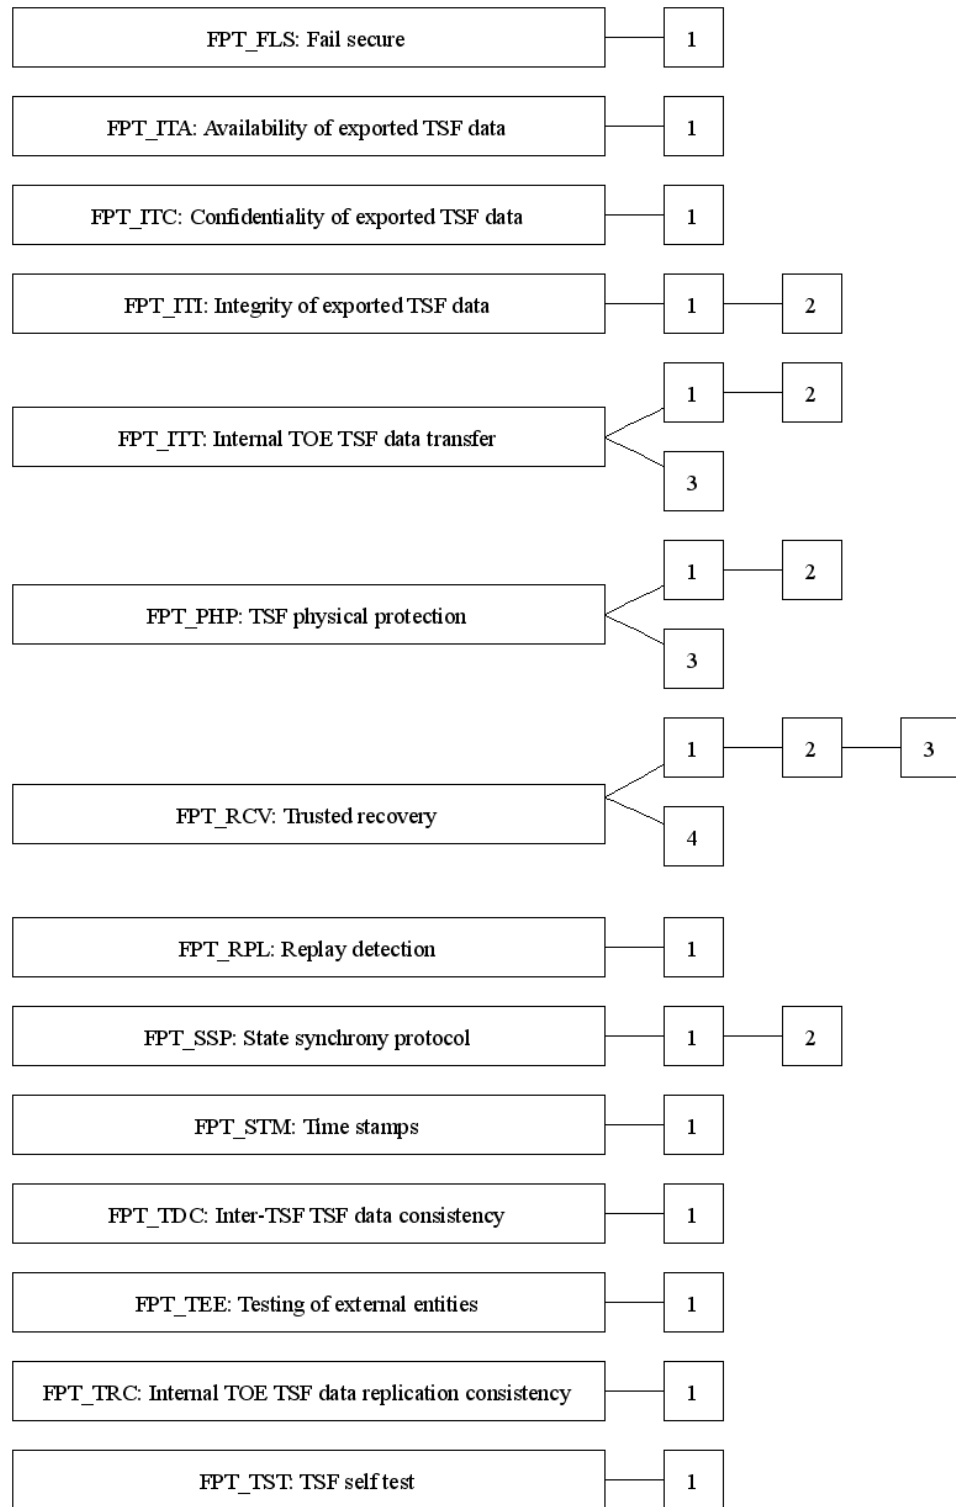 FPT_FLS: Fail secure 1
FPT_ITA: Availability of exported TSF data 1
FPT_ITC: Confidentiality of exported TSF data 1
FPT_ITI: Integrity of exported TSF data 1 2
1 2
FPT_ITT: Internal TOE TSF data transfer
3
1 2
FPT_PHP: TSF physical protection
3
1 2 3
FPT_RCV: Trusted recovery
4
FPT_RPL: Replay detection 1
FPT_SSP: State synchrony protocol 1 2
FPT_STM: Time stamps 1
FPT_TDC: Inter-TSF TSF data consistency 1
FPT_TEE: Testing of external entities 1
FPT_TRC: Internal TOE TSF data replication consistency 1
FPT_TST: TSF self test 1